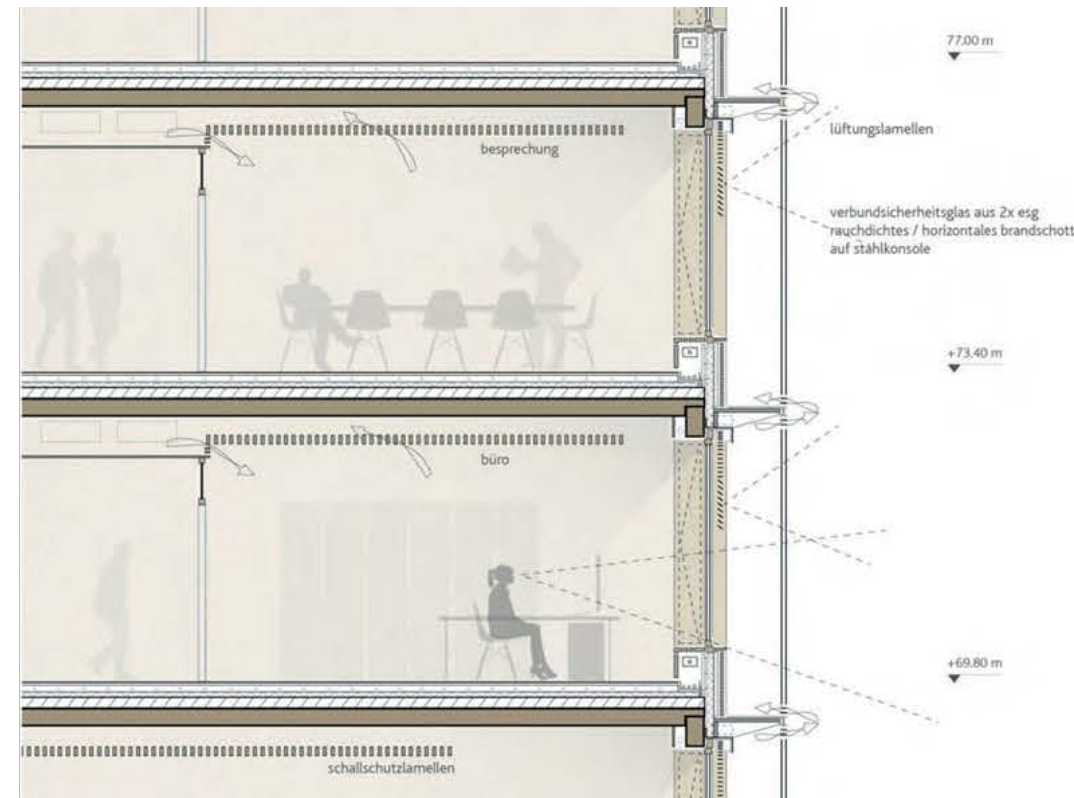 77.00 m
lüftungslamellen
besprechung
verbundsicherheitsglas aus 2x esg
rauchdichtes / horizontales brandschott
auf stahlkonsole
+73.40 m
büro
+69.80 m
schallschutzlamellen